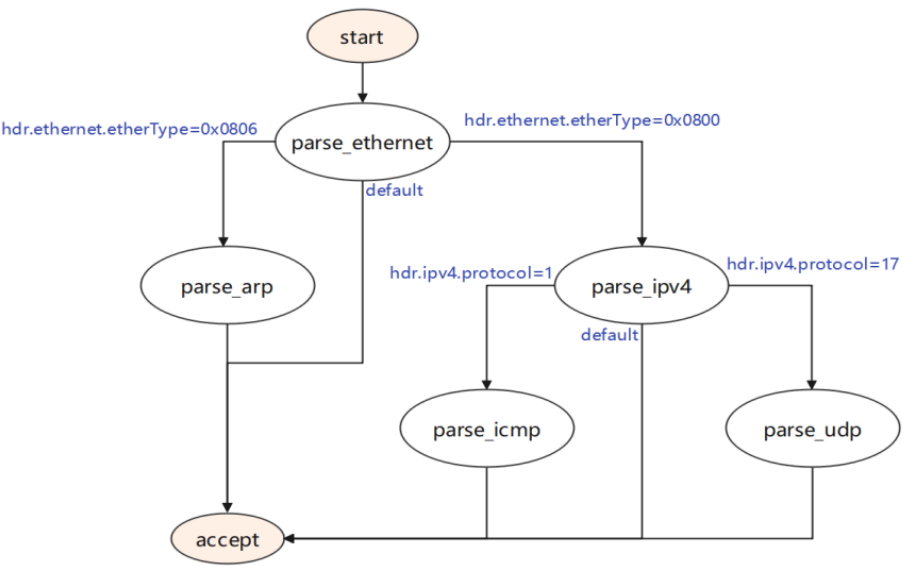 start
hdr.ethernet.etherType=0x0806
hdr.ethernet.etherType=0x0800
parse_ethernet
default
parse_arp
hdr.ipv4.protocol=1
parse_ipv4
hdr.ipv4.protocol=17
default
parse_icmp
parse_udp
accept